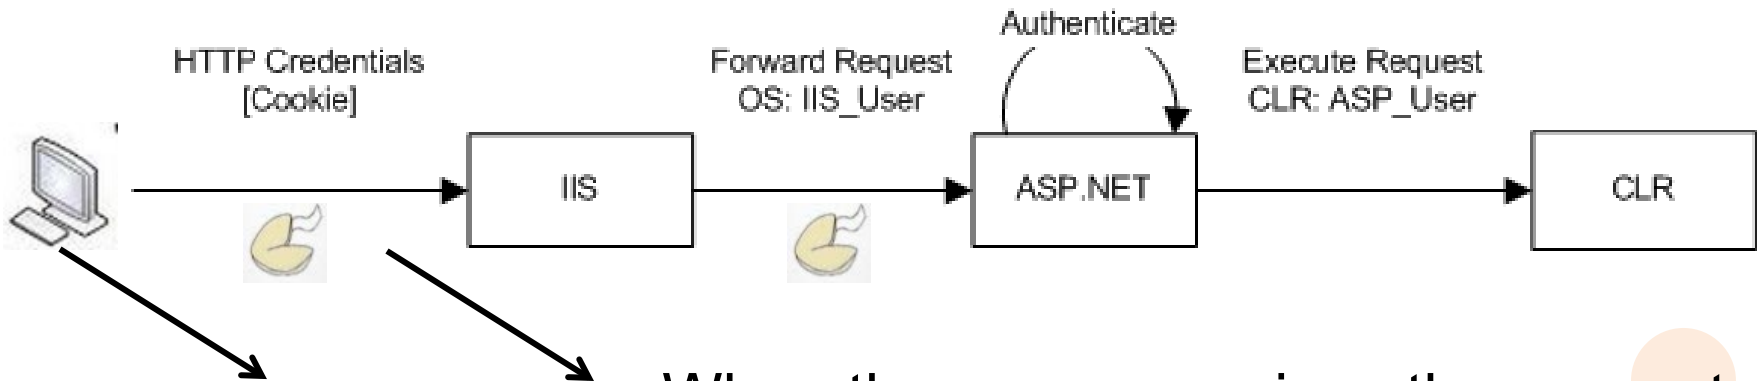 Authenticate
HTTP Credentials
[Cookie]
Forward Request
OS: IIS_User
Execute Request
CLR: ASP_User
IIS
ASP.NET
CLR